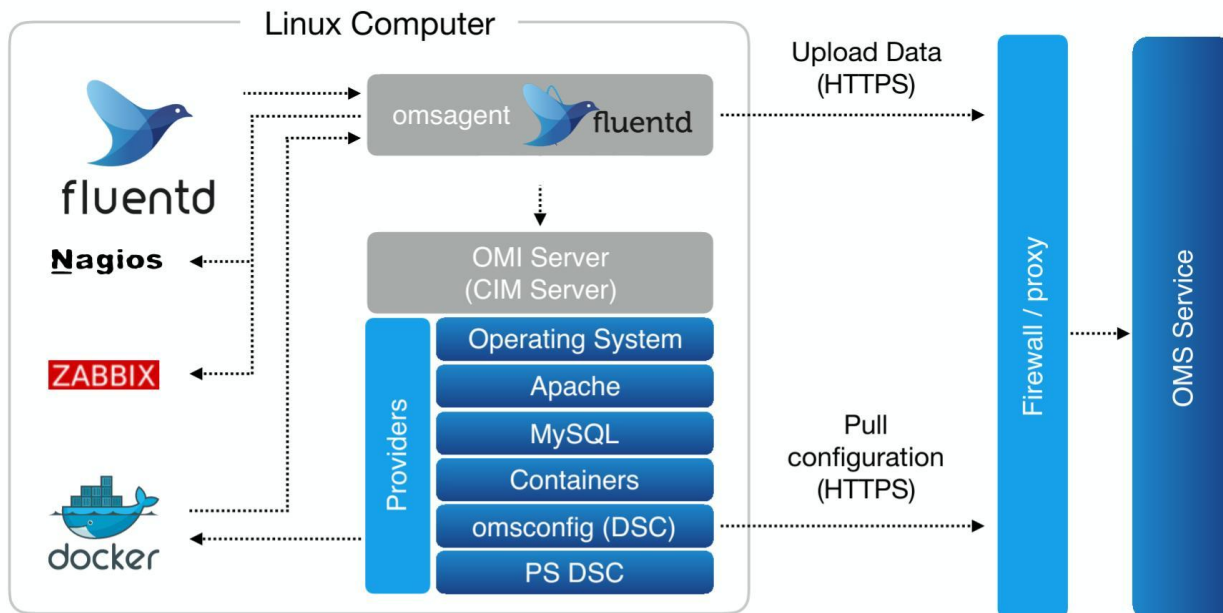 Linux Computer
omsagent
fluentd
fluentd
Nagios
ZABBIX
docker
OMI Server
(CIM Server)
Providers
Operating System
Apache
MySQL
Containers
omsconfig (DSC)
PS DSC
Upload Data
(HTTPS)
Pull
configuration
(HTTPS)
Firewall / proxy
OMS Service